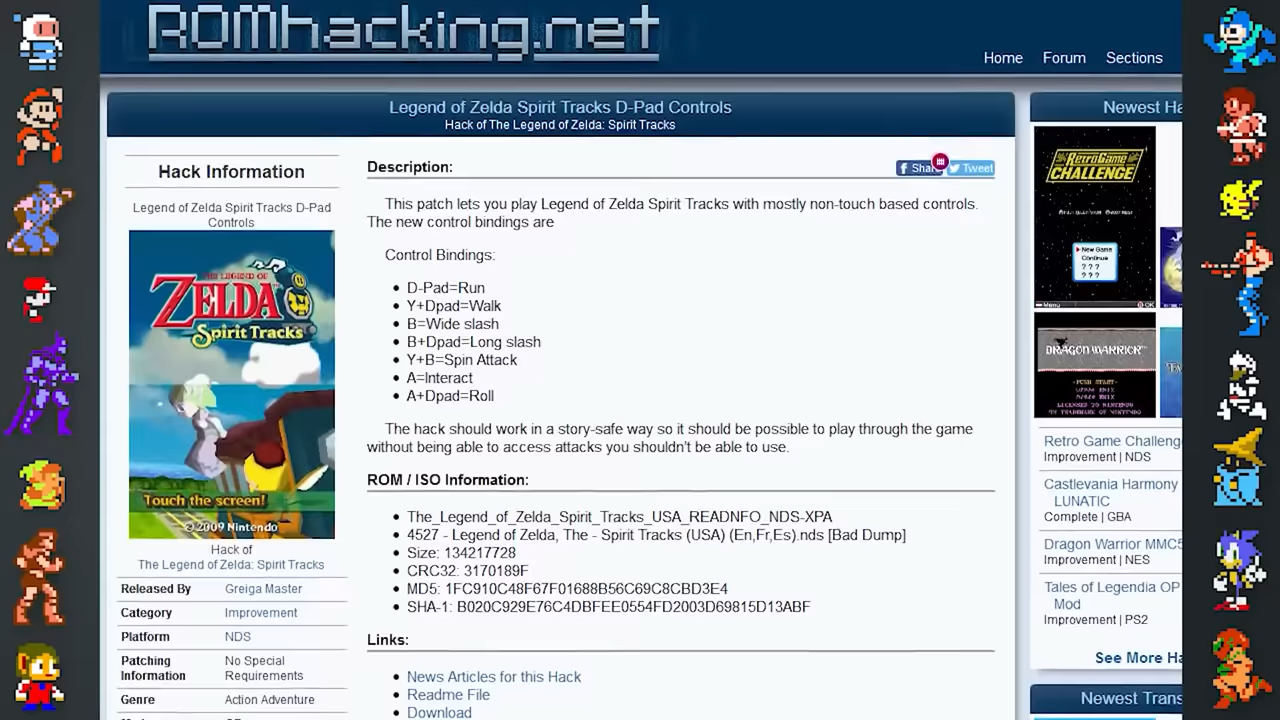 ROMhacking.net
Home Forum Sections
Legend of Zelda Spirit Tracks D-Pad Controls
Hack of The Legend of Zelda: Spirit Tracks
Hack Information
Legend of Zelda Spirit Tracks D-Pad
Controls
THE LEGEND OF
ZELDA
Spirit Tracks
Touch the screen!
© 2009 Nintendo
Hack of
The Legend of Zelda: Spirit Tracks
Released By Greiga Master
Category Improvement
Platform NDS
Patching Information No Special Requirements
Genre Action Adventure
Description:
Share Tweet
This patch lets you play Legend of Zelda Spirit Tracks with mostly non-touch based controls.
The new control bindings are
Control Bindings:
D-Pad=Run
Y+Dpad=Walk
B=Wide slash
B+Dpad=Long slash
Y+B=Spin Attack
A=Interact
A+Dpad=Roll
The hack should work in a story-safe way so it should be possible to play through the game
without being able to access attacks you shouldn't be able to use.
ROM / ISO Information:
The_Legend_of_Zelda_Spirit_Tracks_USA_READNFO_NDS-XPA
4527 - Legend of Zelda, The - Spirit Tracks (USA) (En,Fr,Es).nds [Bad Dump]
Size: 134217728
CRC32: 3170189F
MD5: 1FC910C48F67F01688B56C69C8CBD3E4
SHA-1: B020C929E76C4DBFEE0554FD2003D69815D13ABF
Links:
News Articles for this Hack
Readme File
Download
Newest Ha
RetroGame
CHALLENGE
New Game
Continue
? ? ?
? ? ?
Menu OK
DRAGON WARRIOR
Retro Game Challeng
Improvement | NDS
Castlevania Harmony
LUNATIC
Complete | GBA
Dragon Warrior MMC5
Improvement | NES
Tales of Legendia OP
Mod
Improvement | PS2
See More Ha
Newest Trans